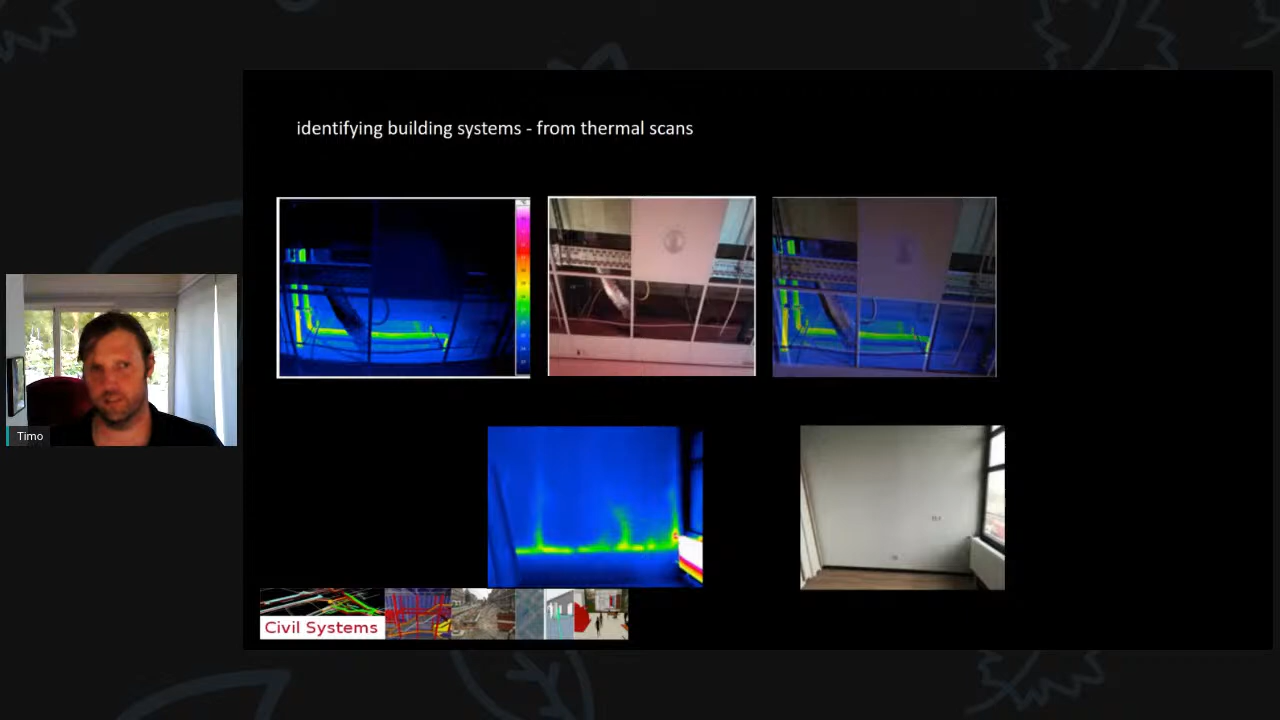 identifying building systems - from thermal scans
Timo
Civil Systems